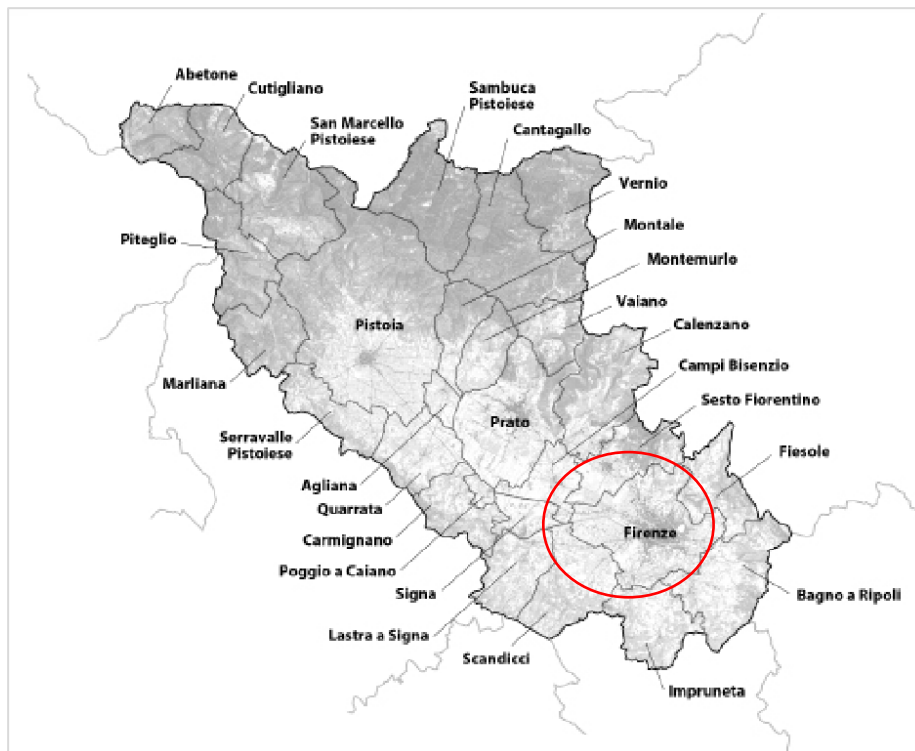 Abetone
Cutigliano
San Marcello
Pistoiese
Sambuca
Pistoiese
Cantagallo
Vernio
Montale
Piteglio
Montemurlo
Vaiano
Pistoia
Calenzano
Campi Bisenzio
Marliana
Sesto Fiorentino
Prato
Serravalle
Pistoiese
Fiesole
Agliana
Quarrata
Firenze
Carmignano
Poggio a Caiano
Signa
Bagno a Ripoli
Lastra a Signa
Scandicci
Impruneta